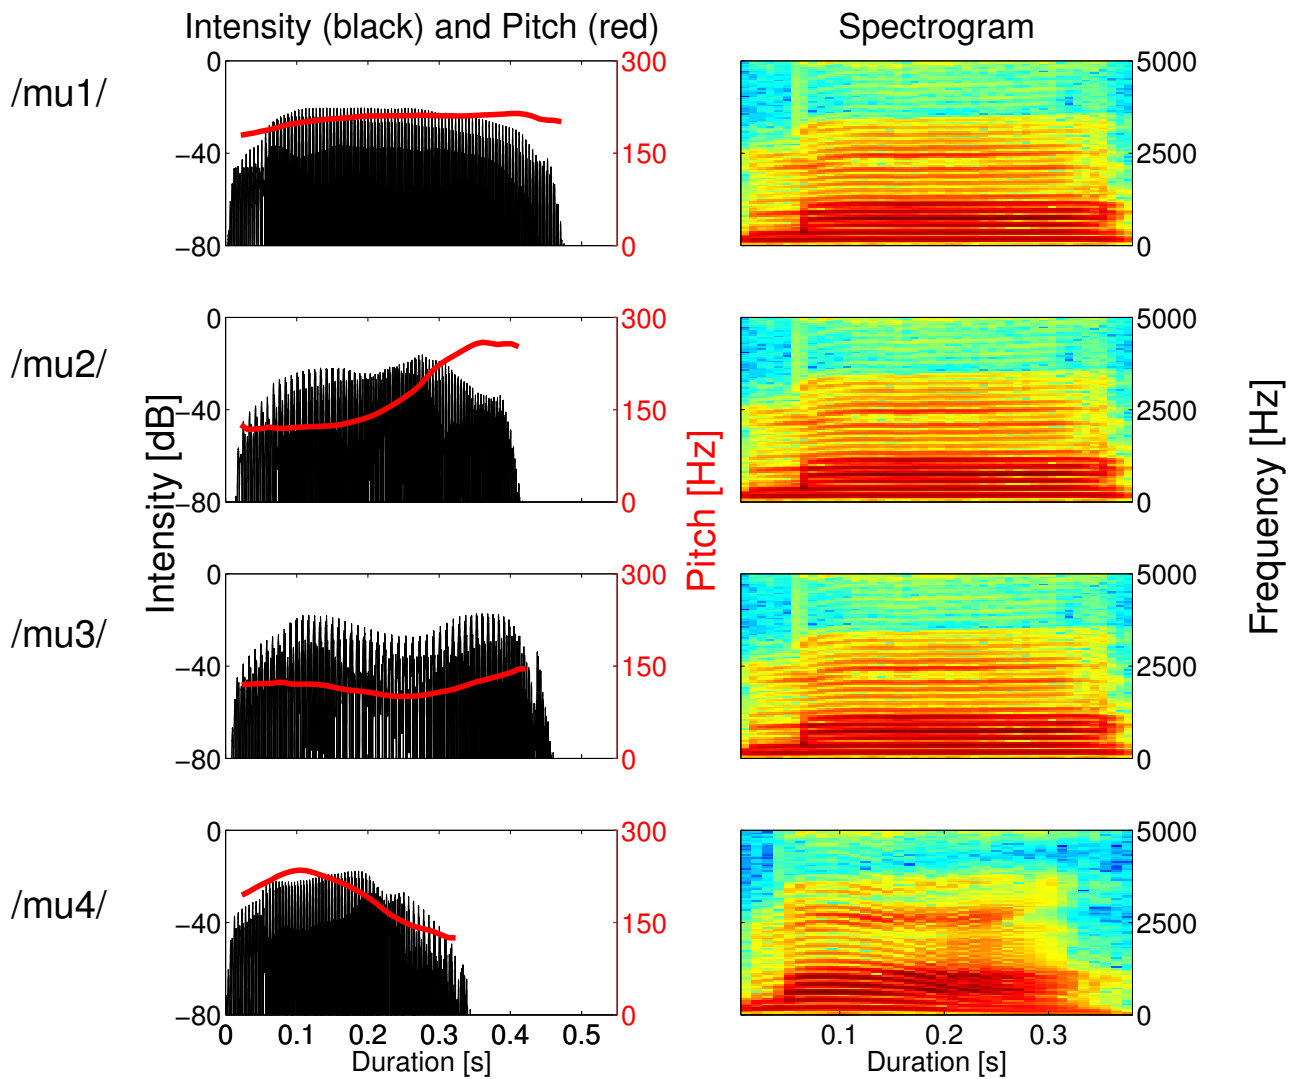 Intensity (black) and Pitch (red)
Spectrogram
/mu1/
0
−40
−80
300
150
0
5000
2500
0
/mu2/
0
−40
−80
300
150
0
5000
2500
0
Intensity [dB]
Pitch [Hz]
Frequency [Hz]
/mu3/
0
−40
−80
300
150
0
5000
2500
0
/mu4/
0
−40
−80
300
150
0
5000
2500
0
0 0.1 0.2 0.3 0.4 0.5
0.1 0.2 0.3
Duration [s]
Duration [s]